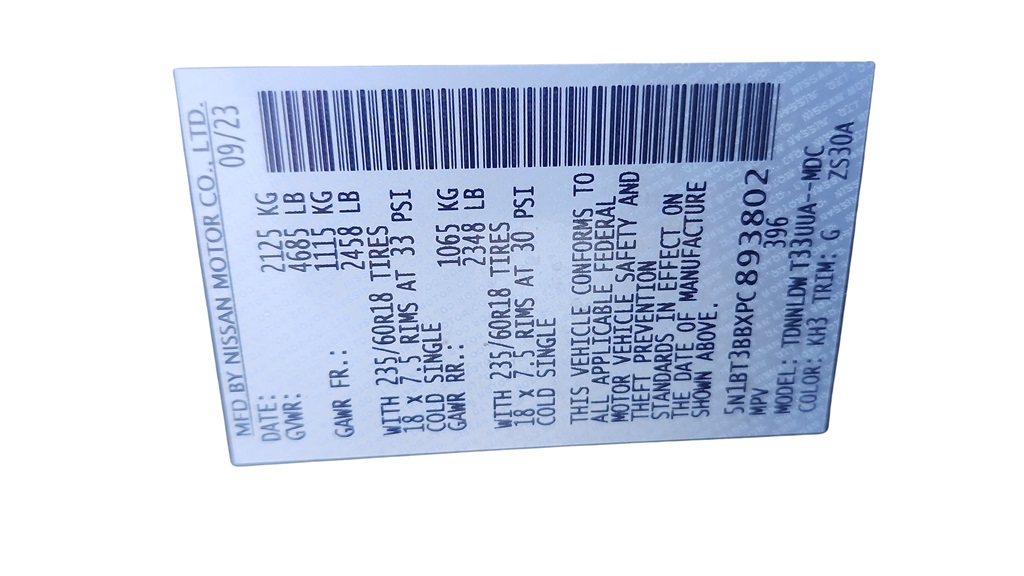 MFD BY NISSAN MOTOR CO., LTD.
DATE: 09/23
GVWR: 2125 KG
4685 LB
GAWR FR.: 1115 KG
2458 LB
WITH 235/60R18 TIRES
18 X 7.5 RIMS AT 33 PSI
COLD SINGLE
GAWR RR.: 1065 KG
2348 LB
WITH 235/60R18 TIRES
18 X 7.5 RIMS AT 30 PSI
COLD SINGLE
THIS VEHICLE CONFORMS TO
ALL APPLICABLE FEDERAL
MOTOR VEHICLE SAFETY AND
THEFT PREVENTION
STANDARDS IN EFFECT ON
THE DATE OF MANUFACTURE
SHOWN ABOVE.
5N1BT3BBXPC893802
MPV 396
MODEL: TDNNLDW T33UUA--MDC
COLOR: KH3 TRIM: G ZS30A